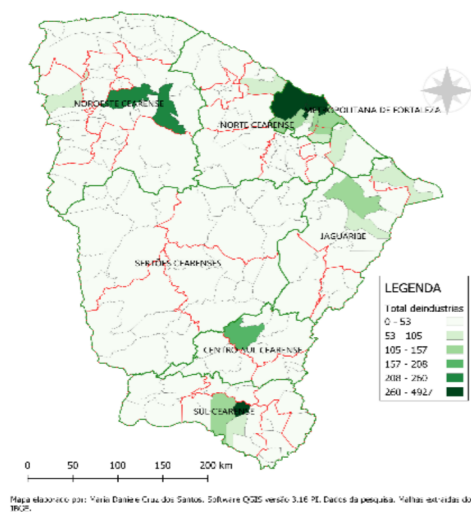 NOROESTE CEARENSE
METROPOLITANA DE FORTALEZA
NORTE CEARENSE
JAGUARIBE
SERTÕES CEARENSES
CENTRO SUL CEARENSE
SUL CEARENSE
LEGENDA
Total deindustrias
0 - 53
53 - 105
105 - 157
157 - 208
208 - 260
260 - 4927
0 50 100 150 200 km
Mapa elaborado por: Maria Daniele Cruz dos Santos. Software QGIS versão 3.16 PI. Dados da pesquisa. Malhas extraídas do
IBGE.